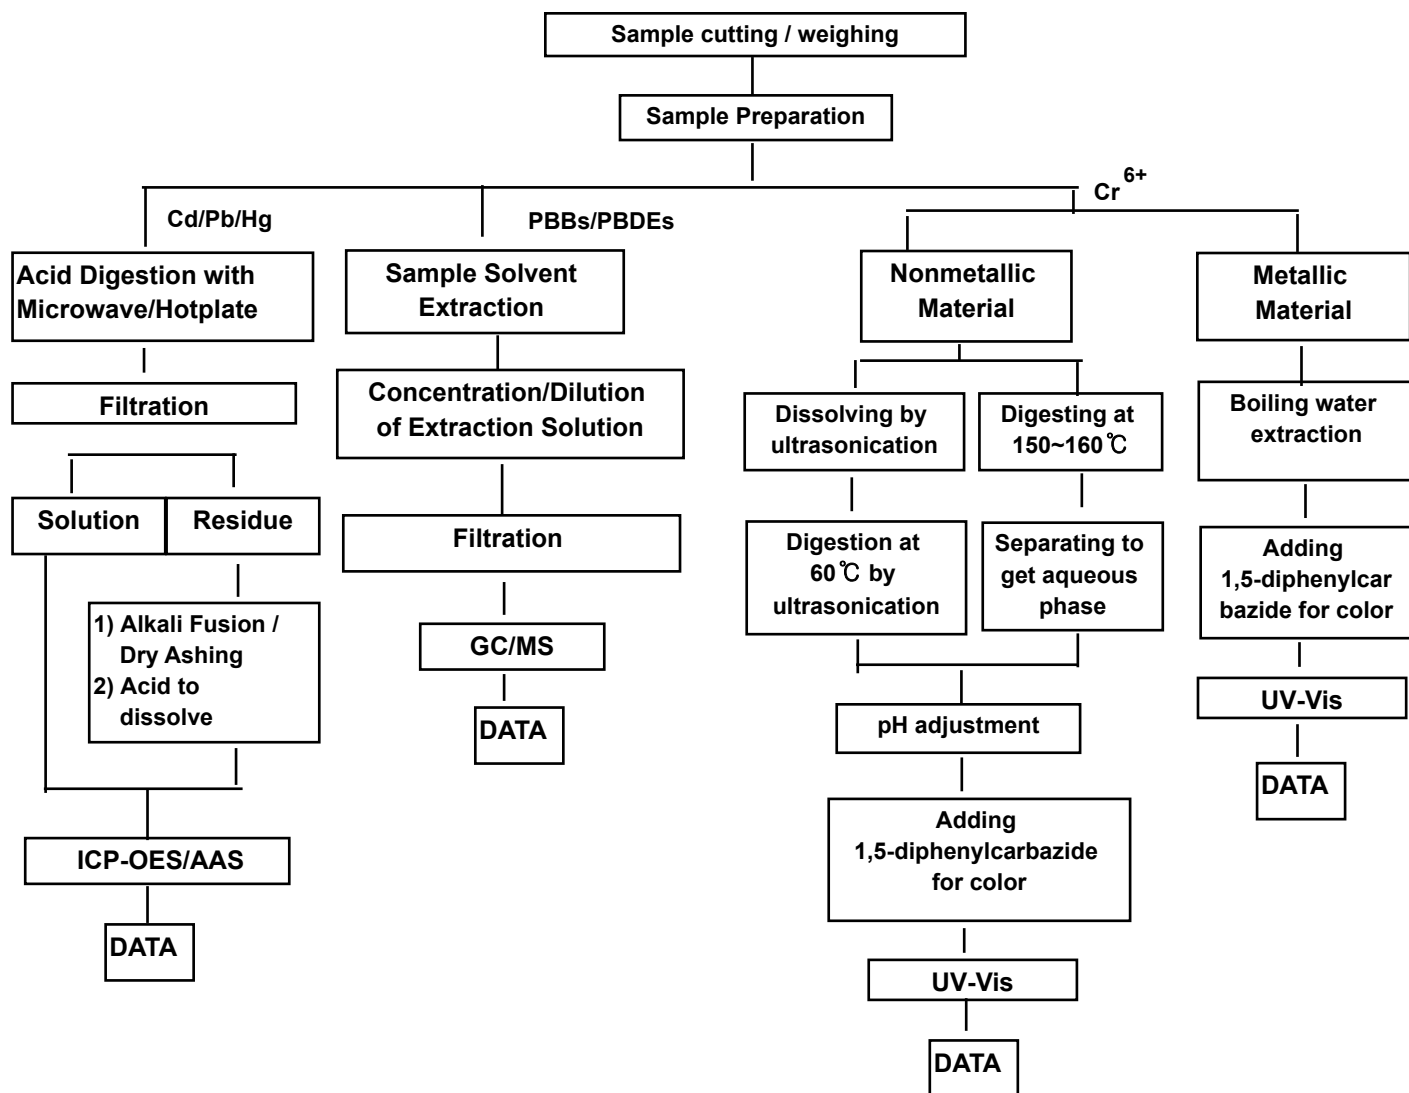 Sample cutting / weighing
Sample Preparation
Cd/Pb/Hg
PBBs/PBDEs
Cr 6+
Acid Digestion with
Microwave/Hotplate
Filtration
Solution
Residue
1) Alkali Fusion /
Dry Ashing
2) Acid to
dissolve
ICP-OES/AAS
DATA
Sample Solvent
Extraction
Concentration/Dilution
of Extraction Solution
Filtration
GC/MS
DATA
Nonmetallic
Material
Dissolving by
ultrasonication
Digestion at
60℃ by
ultrasonication
Digesting at
150~160℃
Separating to
get aqueous
phase
pH adjustment
Adding
1,5-diphenylcarbazide
for color
UV-Vis
DATA
Metallic
Material
Boiling water
extraction
Adding
1,5-diphenylcar
bazide for color
UV-Vis
DATA